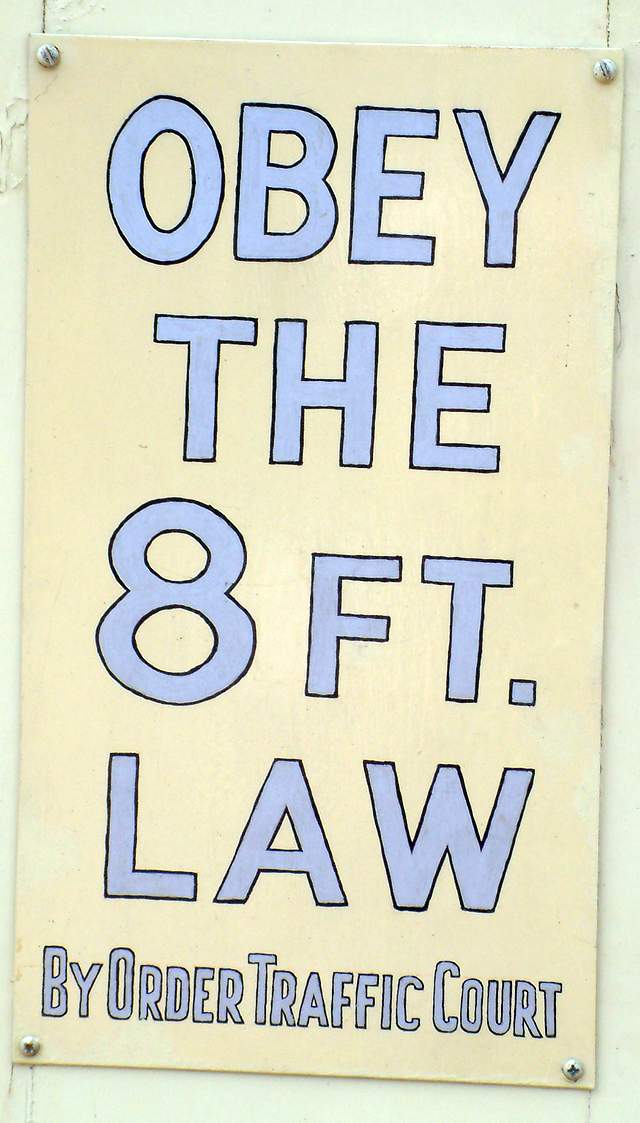 OBEY
THE
8 FT.
LAW
BY ORDER TRAFFIC COURT